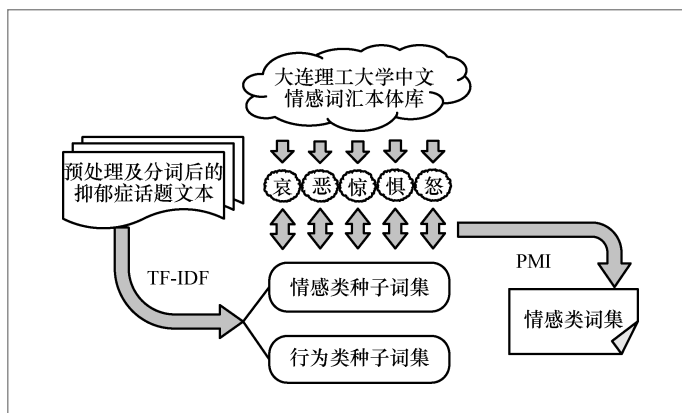 大连理工大学中文
情感词汇本体库
预处理及分词后的
抑郁症话题文本
哀 恶 惊 惧 怒
TF-IDF
PMI
情感类种子词集
行为类种子词集
情感类词集